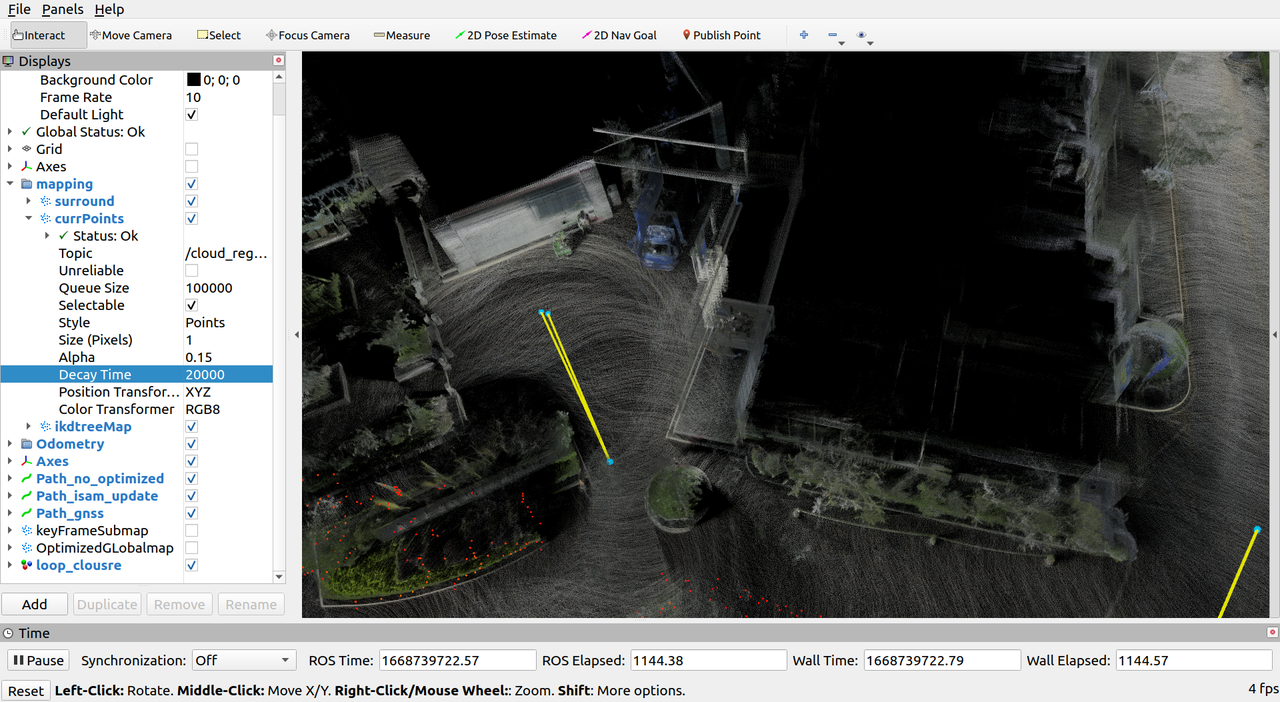 File Panels Help
Interact Move Camera Select Focus Camera Measure 2D Pose Estimate 2D Nav Goal Publish Point
Displays
Background Color 0; 0; 0
Frame Rate 10
Default Light
Global Status: Ok
Grid
Axes
mapping
surround
currPoints
Status: Ok
Topic /cloud_reg...
Unreliable
Queue Size 100000
Selectable
Style Points
Size (Pixels) 1
Alpha 0.15
Decay Time 20000
Position Transfor... XYZ
Color Transformer RGB8
ikdtreeMap
Odometry
Axes
Path_no_optimized
Path_isam_update
Path_gnss
keyFrameSubmap
OptimizedGLobalmap
loop_clousre
Add Duplicate Remove Rename
Time
Pause Synchronization: Off ROS Time: 1668739722.57 ROS Elapsed: 1144.38 Wall Time: 1668739722.79 Wall Elapsed: 1144.57
Reset Left-Click: Rotate. Middle-Click: Move X/Y. Right-Click/Mouse Wheel:: Zoom. Shift: More options. 4 fps